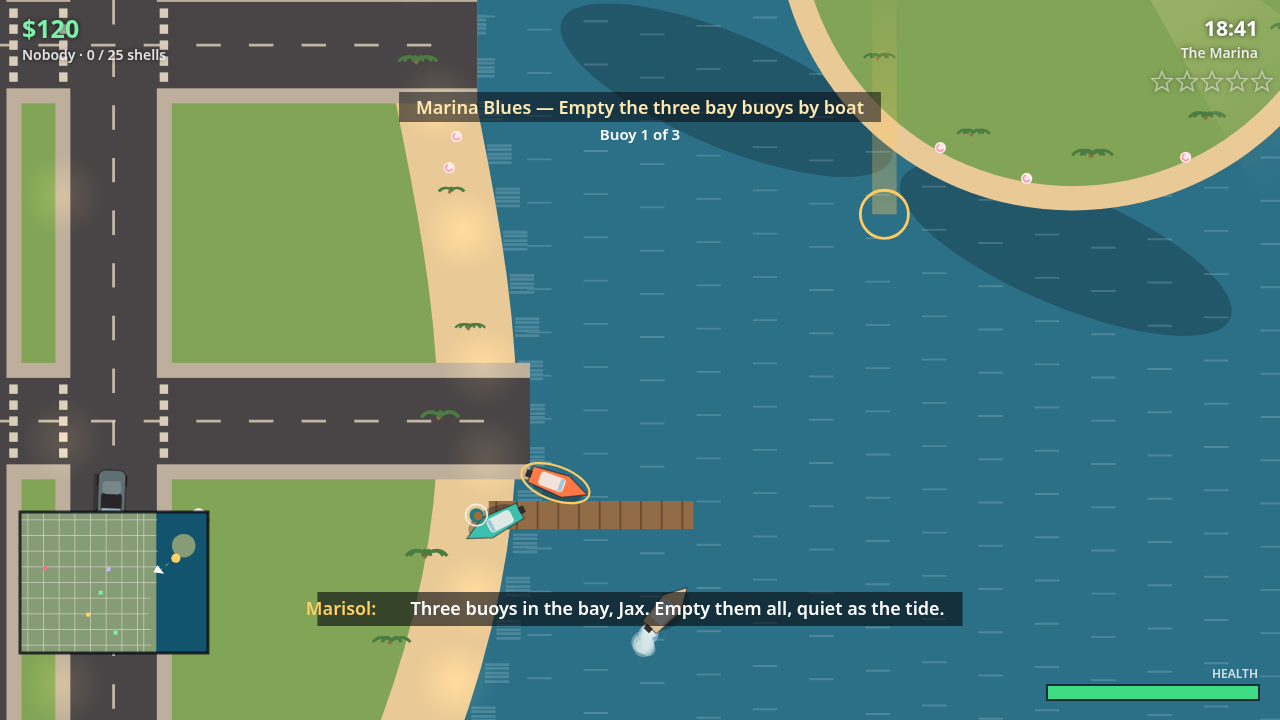 $120
Nobody · 0 / 25 shells
18:41
The Marina
Marina Blues — Empty the three bay buoys by boat
Buoy 1 of 3
Marisol: Three buoys in the bay, Jax. Empty them all, quiet as the tide.
HEALTH